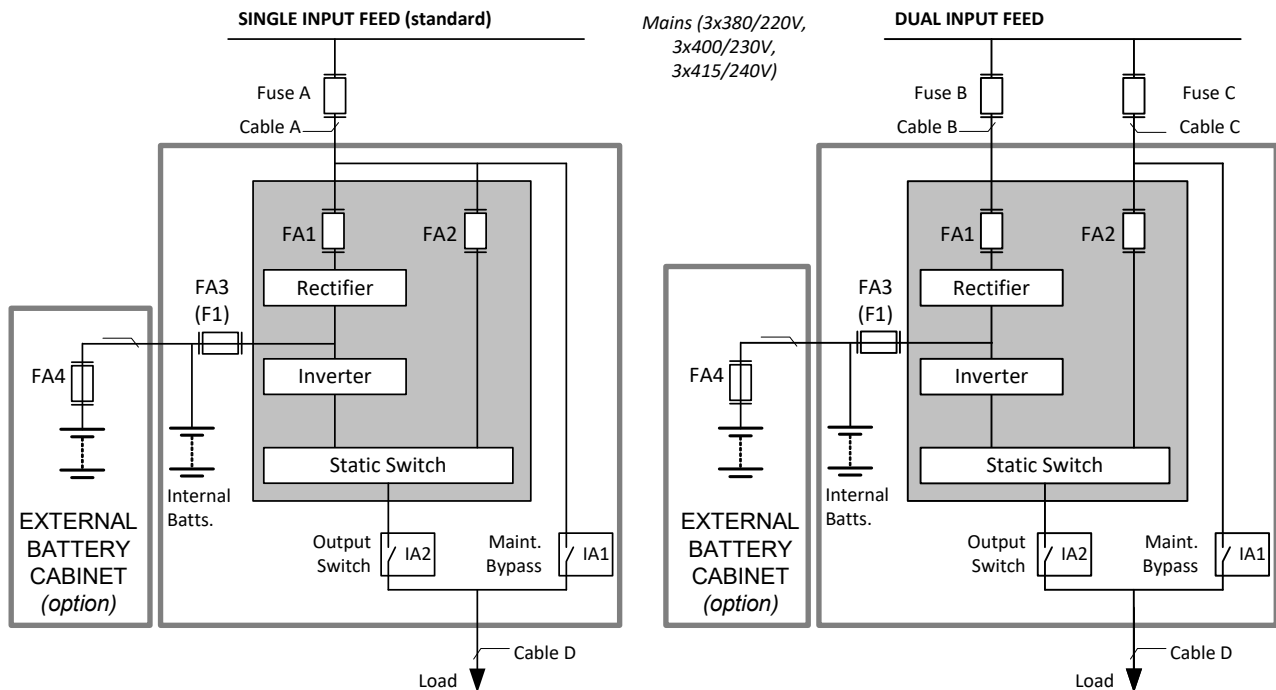 SINGLE INPUT FEED (standard)
Mains (3x380/220V,
3x400/230V,
3x415/240V)
DUAL INPUT FEED
Fuse A
Cable A
FA1
FA2
Rectifier
FA3
(F1)
FA4
Inverter
Static Switch
Internal
Batts.
EXTERNAL
BATTERY
CABINET
(option)
Output
Switch
IA2
Maint.
Bypass
IA1
Cable D
Load
Fuse B
Fuse C
Cable B
Cable C
FA1
FA2
Rectifier
FA3
(F1)
FA4
Inverter
Static Switch
Internal
Batts.
EXTERNAL
BATTERY
CABINET
(option)
Output
Switch
IA2
Maint.
Bypass
IA1
Cable D
Load